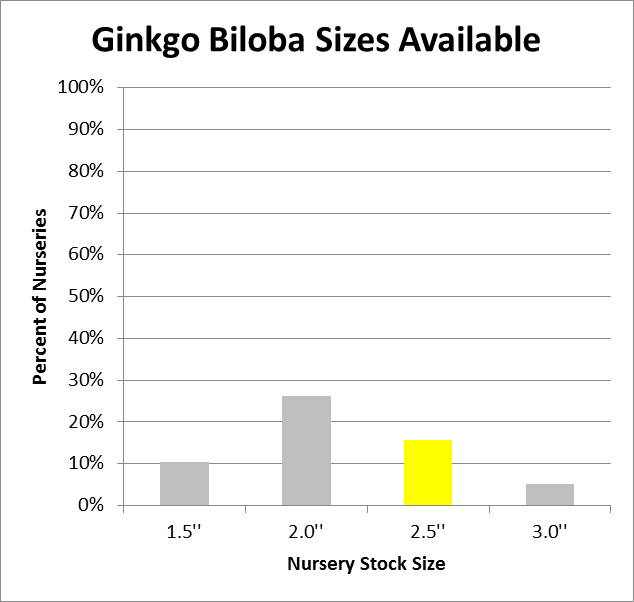 Ginkgo Biloba Sizes Available
100%
90%
80%
70%
60%
50%
40%
30%
20%
10%
0%
Percent of Nurseries
1.5'' 2.0'' 2.5'' 3.0''
Nursery Stock Size